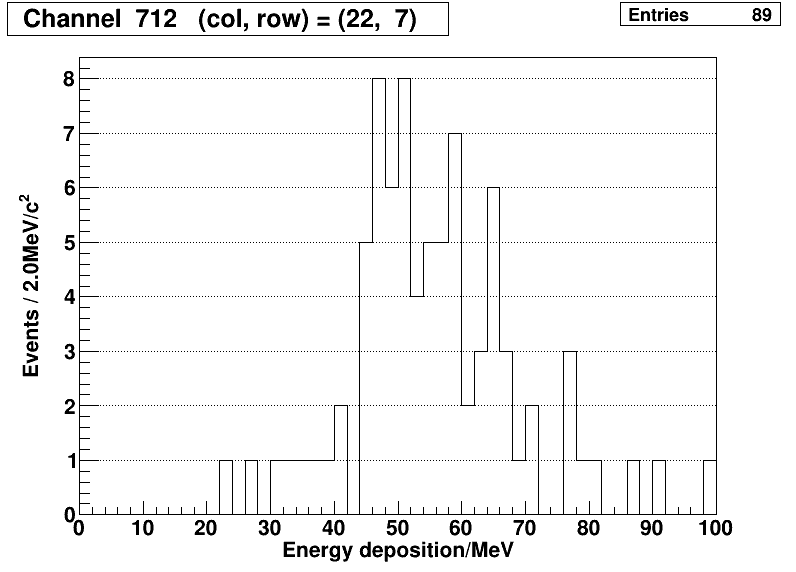 Channel 712 (col, row) = (22, 7)
Entries 89
Events / 2.0MeV/c²
8
7
6
5
4
3
2
1
0
0 10 20 30 40 50 60 70 80 90 100
Energy deposition/MeV